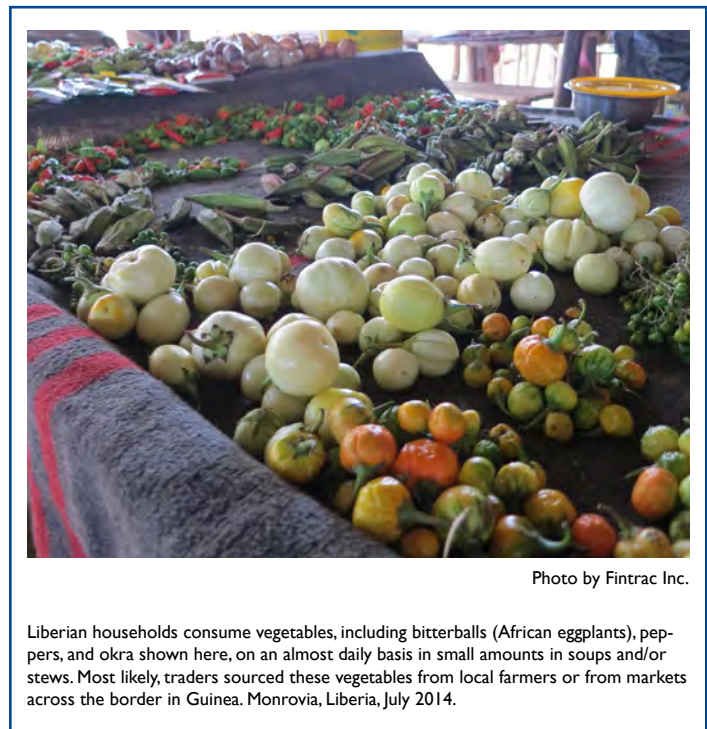 Photo by Fintrac Inc.
Liberian households consume vegetables, including bitterballs (African eggplants), pep-
pers, and okra shown here, on an almost daily basis in small amounts in soups and/or
stews. Most likely, traders sourced these vegetables from local farmers or from markets
across the border in Guinea. Monrovia, Liberia, July 2014.